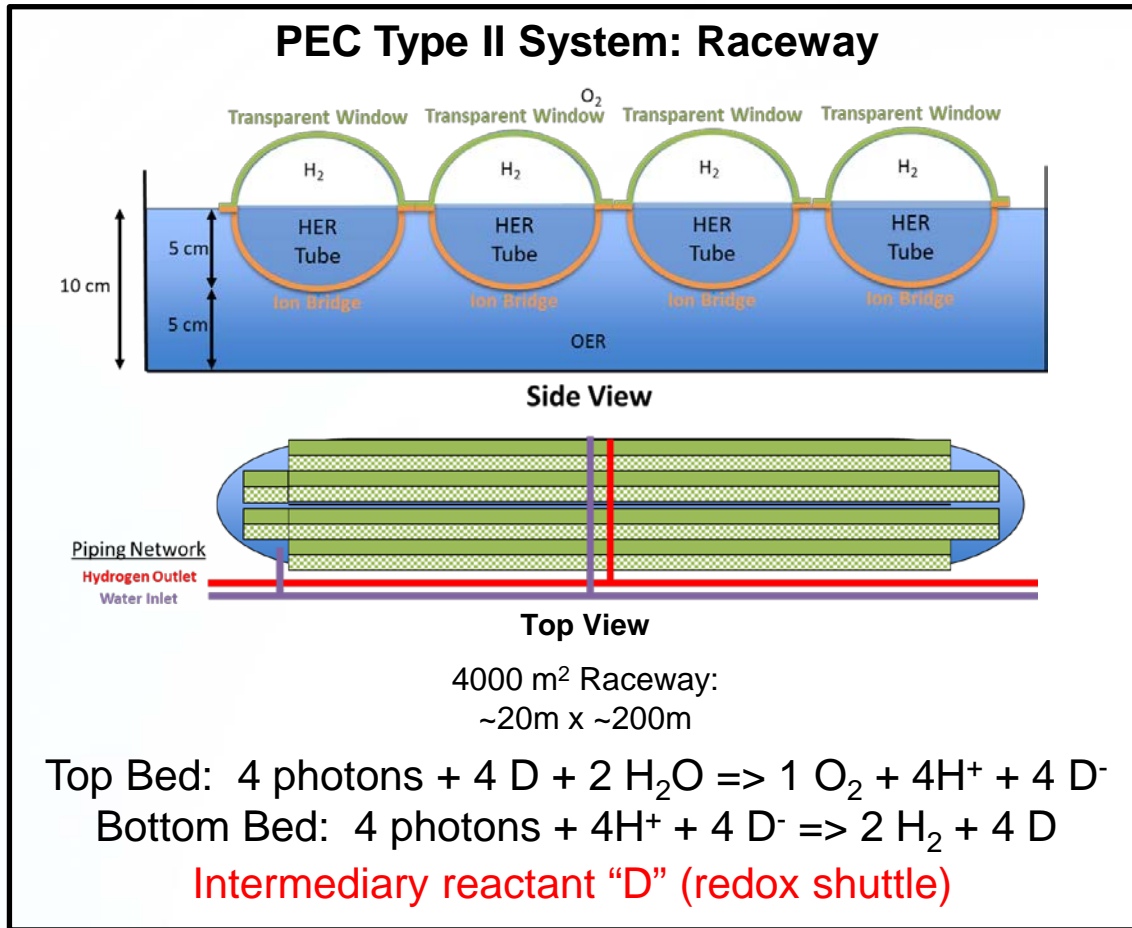 PEC Type II System: Raceway
O₂
Transparent Window Transparent Window Transparent Window Transparent Window
H₂ H₂ H₂ H₂
HER Tube HER Tube HER Tube HER Tube
5 cm
10 cm
Ion Bridge Ion Bridge Ion Bridge Ion Bridge
5 cm
OER
Side View
Piping Network
Hydrogen Outlet
Water Inlet
Top View
4000 m² Raceway:
~20m x ~200m
Top Bed: 4 photons + 4 D + 2 H₂O => 1 O₂ + 4H⁺ + 4 D⁻
Bottom Bed: 4 photons + 4H⁺ + 4 D⁻ => 2 H₂ + 4 D
Intermediary reactant “D” (redox shuttle)